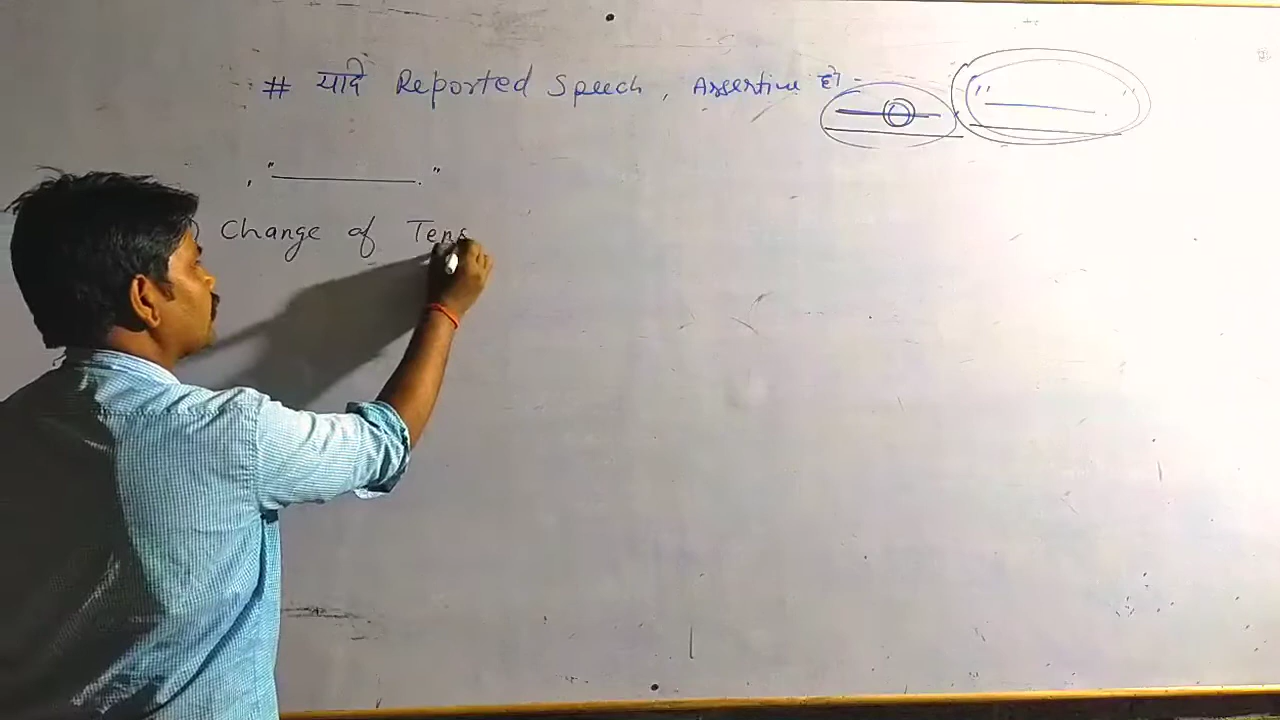 # यदि Reported Speech, Assertive हो -
" "
, " . "
) Change of Tens